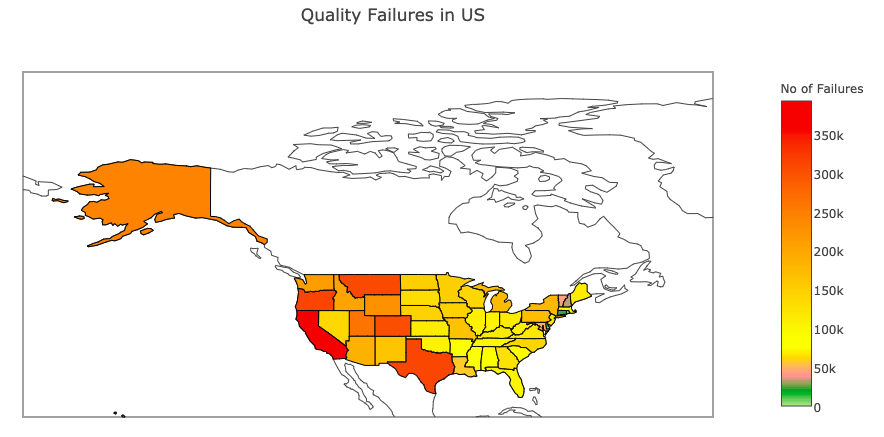 Quality Failures in US
No of Failures
350k
300k
250k
200k
150k
100k
50k
0